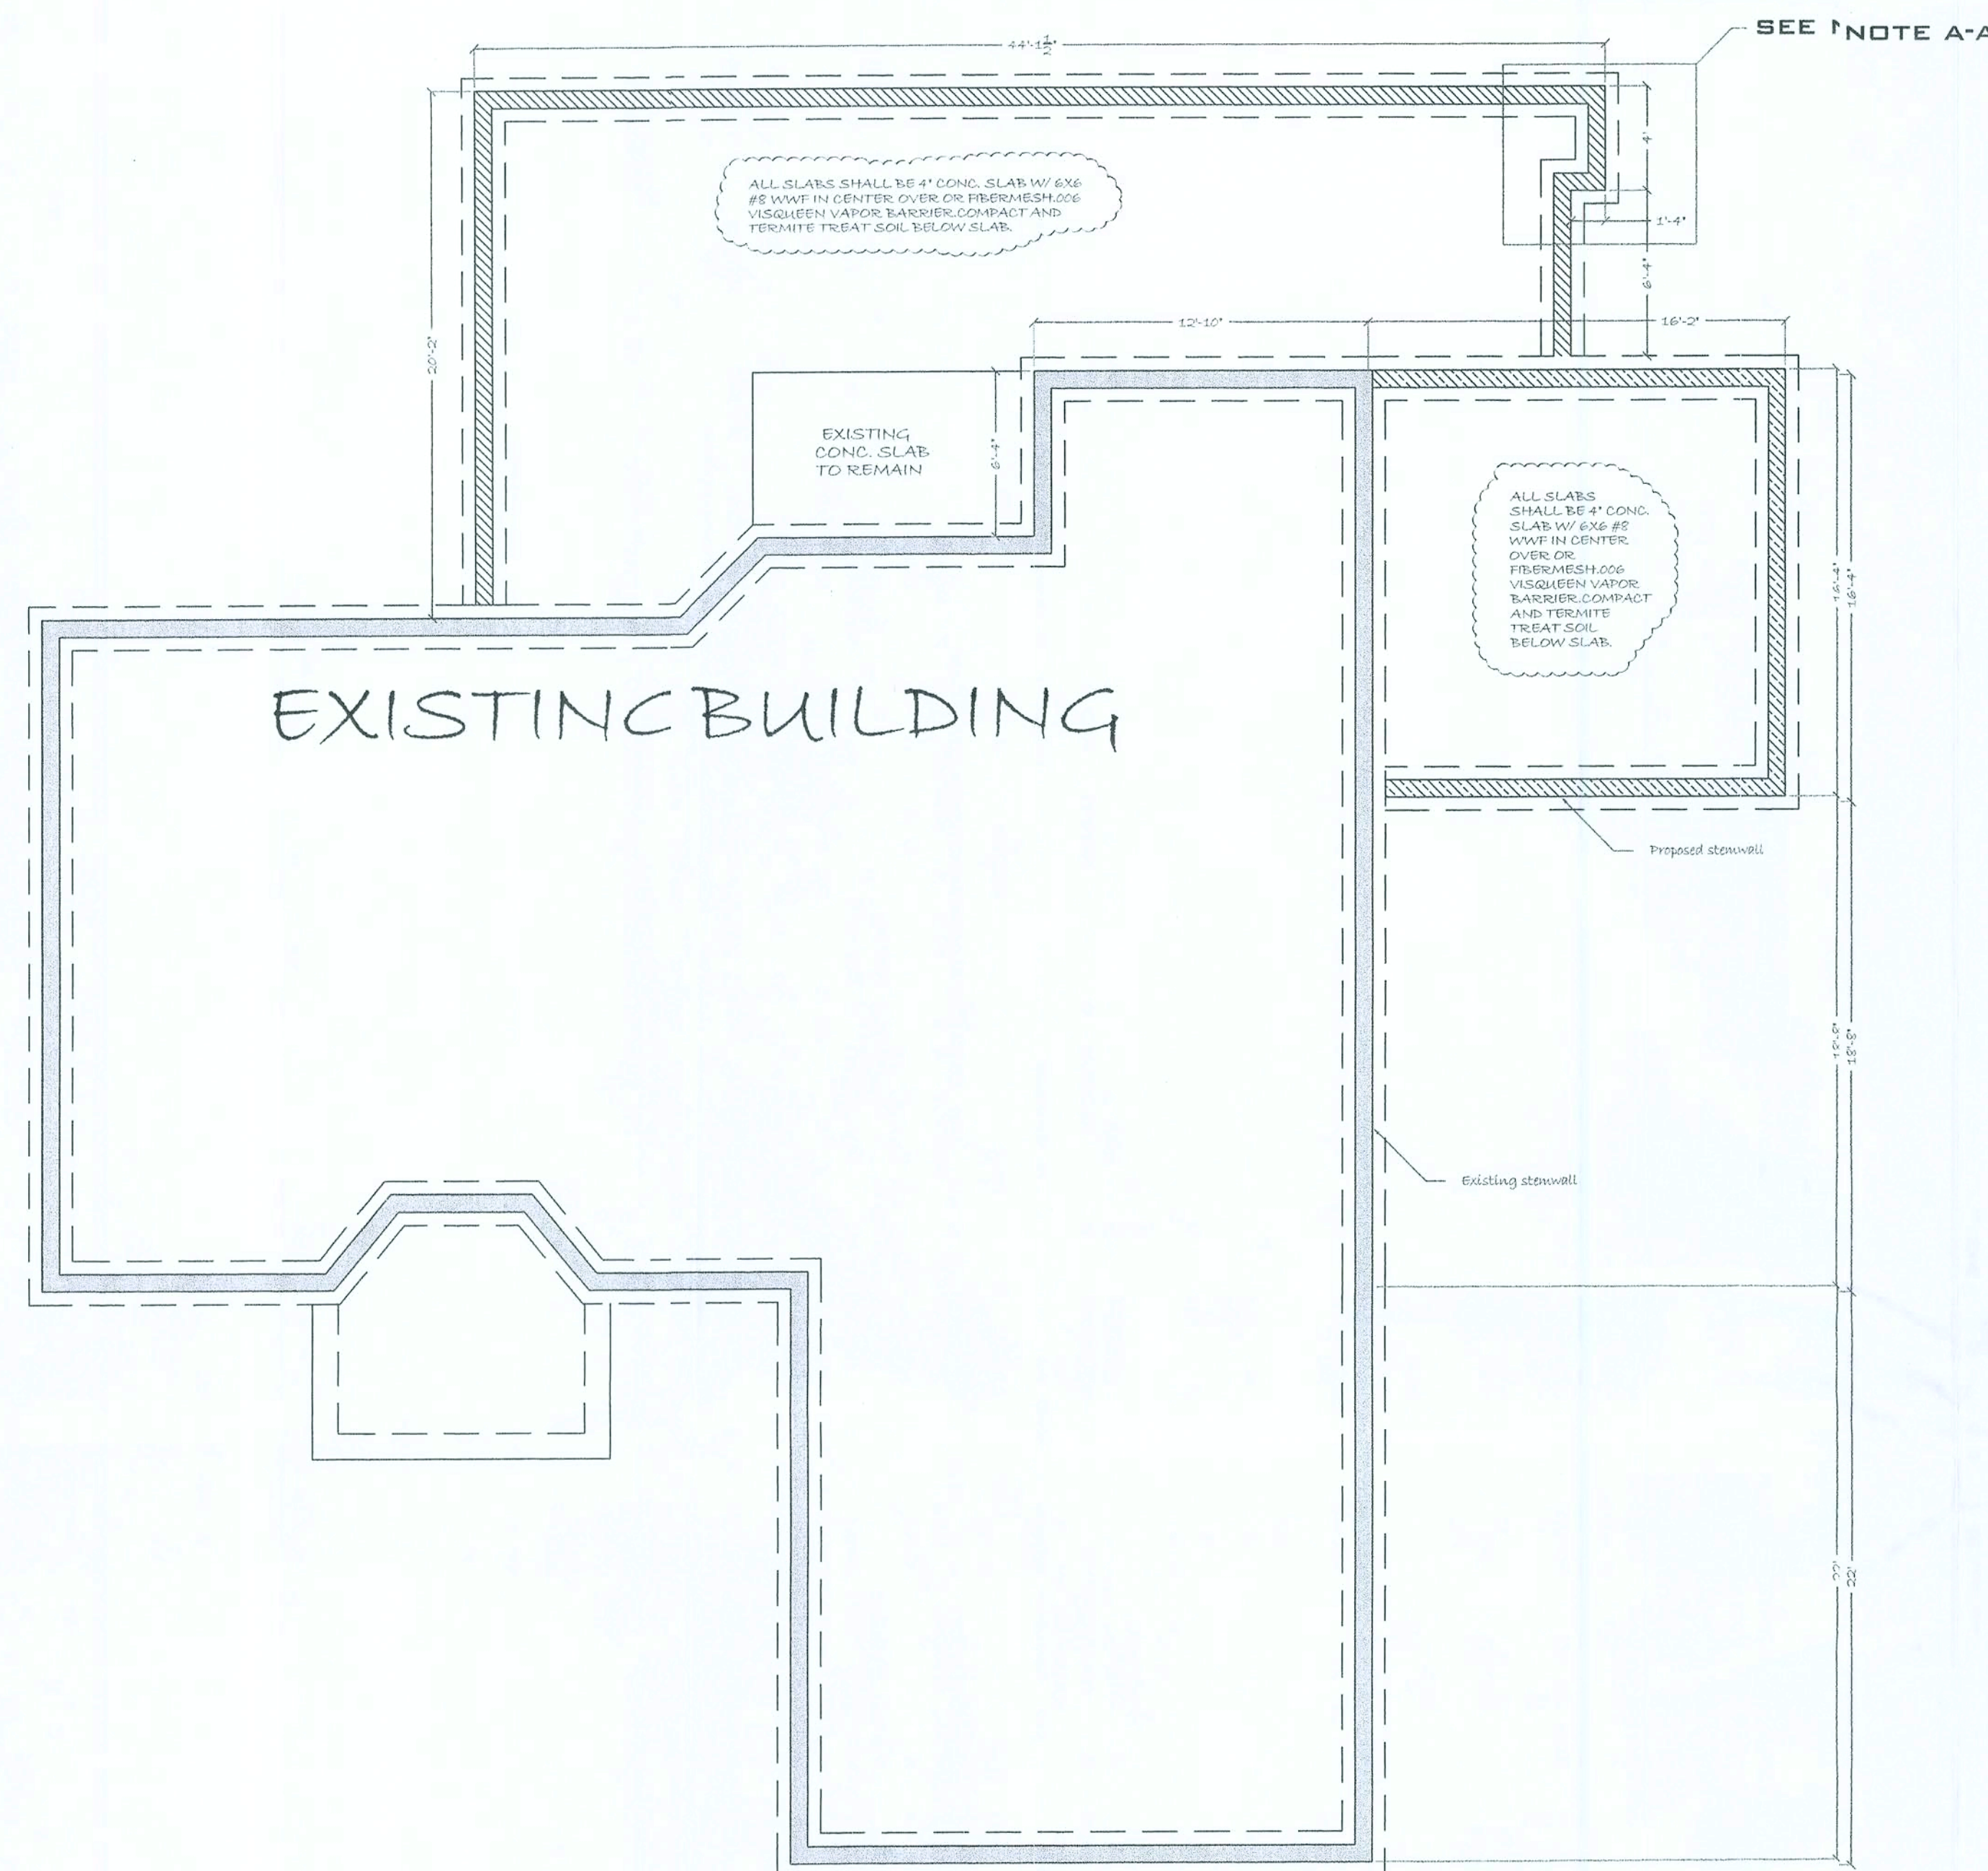 SEE NOTE A-A
44'-1 1/2"
4'
1'-4"
6'-4"
ALL SLABS SHALL BE 4" CONC. SLAB W/ 6X6
#8 WWF IN CENTER OVER OR FIBERMESH.006
VISQUEEN VAPOR BARRIER.COMPACT AND
TERMITE TREAT SOIL BELOW SLAB.
20'-2"
12'-10"
16'-2"
EXISTING
CONC. SLAB
TO REMAIN
6'-4"
ALL SLABS
SHALL BE 4" CONC.
SLAB W/ 6X6 #8
WWF IN CENTER
OVER OR
FIBERMESH.006
VISQUEEN VAPOR
BARRIER.COMPACT
AND TERMITE
TREAT SOIL
BELOW SLAB.
16'-4"
16'-4"
EXISTING BUILDING
Proposed stemwall
18'-8"
18'-8"
Existing stemwall
22'
22'